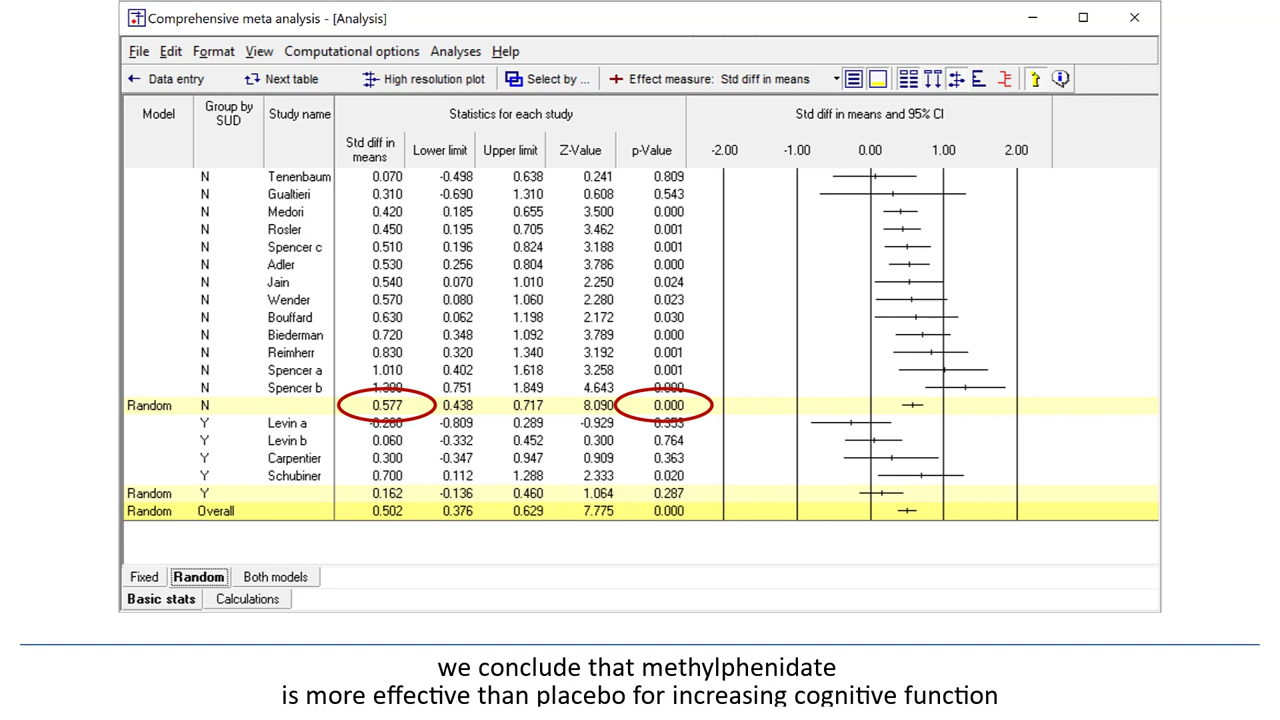 Comprehensive meta analysis - [Analysis]
File Edit Format View Computational options Analyses Help
Data entry Next table High resolution plot Select by ... Effect measure: Std diff in means
Model Group by SUD Study name Statistics for each study Std diff in means and 95% CI
Std diff in means Lower limit Upper limit Z-Value p-Value -2.00 -1.00 0.00 1.00 2.00
N Tenenbaum 0.070 -0.498 0.638 0.241 0.809
N Gualtieri 0.310 -0.690 1.310 0.608 0.543
N Medori 0.420 0.185 0.655 3.500 0.000
N Rosler 0.450 0.195 0.705 3.462 0.001
N Spencer c 0.510 0.196 0.824 3.188 0.001
N Adler 0.530 0.256 0.804 3.786 0.000
N Jain 0.540 0.070 1.010 2.250 0.024
N Wender 0.570 0.080 1.060 2.280 0.023
N Bouffard 0.630 0.062 1.198 2.172 0.030
N Biederman 0.720 0.348 1.092 3.789 0.000
N Reimherr 0.830 0.320 1.340 3.192 0.001
N Spencer a 1.010 0.402 1.618 3.258 0.001
N Spencer b 1.300 0.751 1.849 4.643 0.000
Random N 0.577 0.438 0.717 8.090 0.000
Y Levin a -0.260 -0.809 0.289 -0.929 0.353
Y Levin b 0.060 -0.332 0.452 0.300 0.764
Y Carpentier 0.300 -0.347 0.947 0.909 0.363
Y Schubiner 0.700 0.112 1.288 2.333 0.020
Random Y 0.162 -0.136 0.460 1.064 0.287
Random Overall 0.502 0.376 0.629 7.775 0.000
Fixed Random Both models
Basic stats Calculations
we conclude that methylphenidate
is more effective than placebo for increasing cognitive function